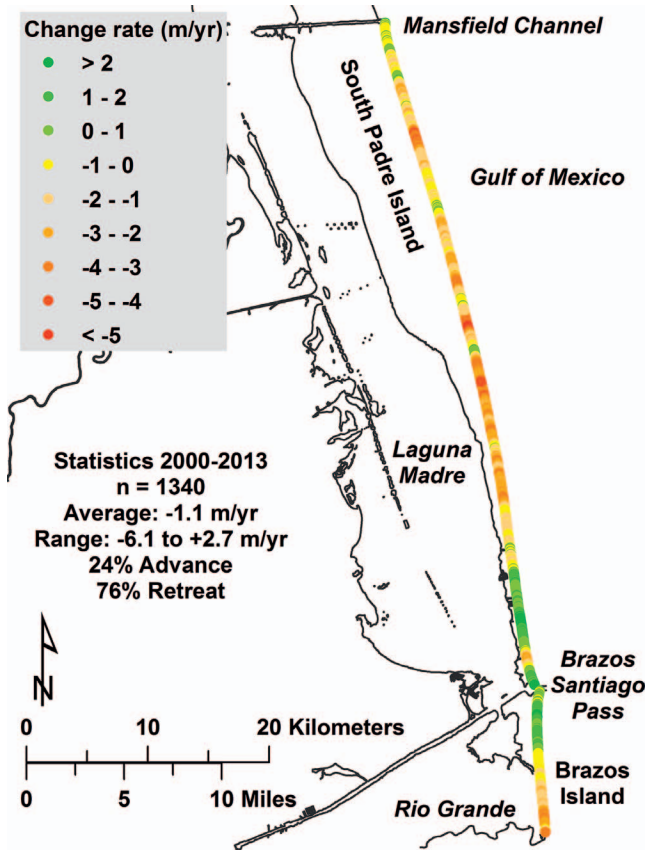 Change rate (m/yr)
> 2
1 - 2
0 - 1
-1 - 0
-2 - -1
-3 - -2
-4 - -3
-5 - -4
< -5
Mansfield Channel
South Padre Island
Gulf of Mexico
Laguna
Madre
Statistics 2000-2013
n = 1340
Average: -1.1 m/yr
Range: -6.1 to +2.7 m/yr
24% Advance
76% Retreat
Brazos
Santiago
Pass
N
0 10 20 Kilometers
0 5 10 Miles
Brazos
Island
Rio Grande